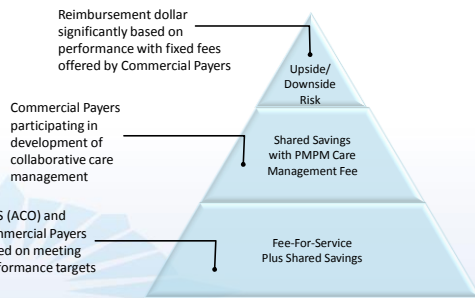 Reimbursement dollar
significantly based on
performance with fixed fees
offered by Commercial Payers
Upside/
Downside
Risk
Commercial Payers
participating in
development of
collaborative care
management
Shared Savings
with PMPM Care
Management Fee
(ACO) and
Commercial Payers
on meeting
targets
Fee-For-Service
Plus Shared Savings